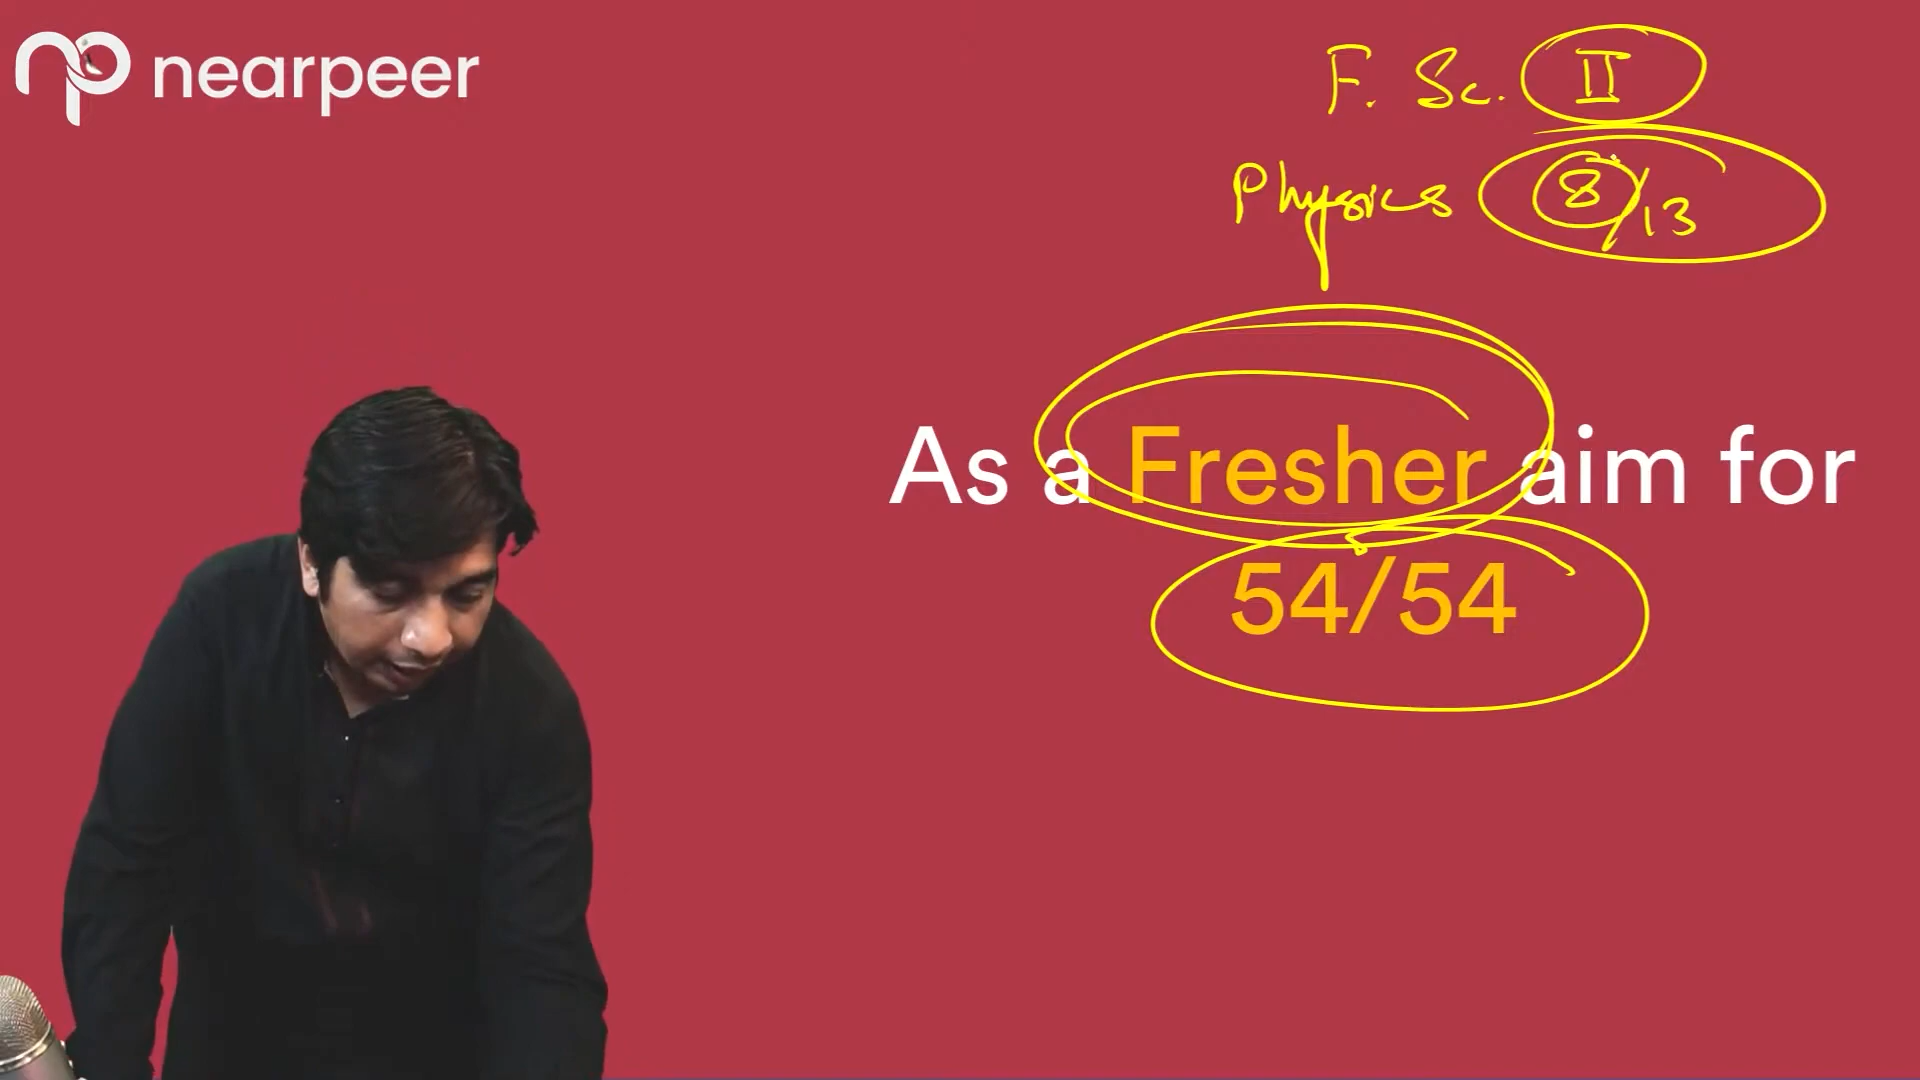 nearpeer
F. Sc. II
Physics 8/13
As a Fresher aim for
54/54